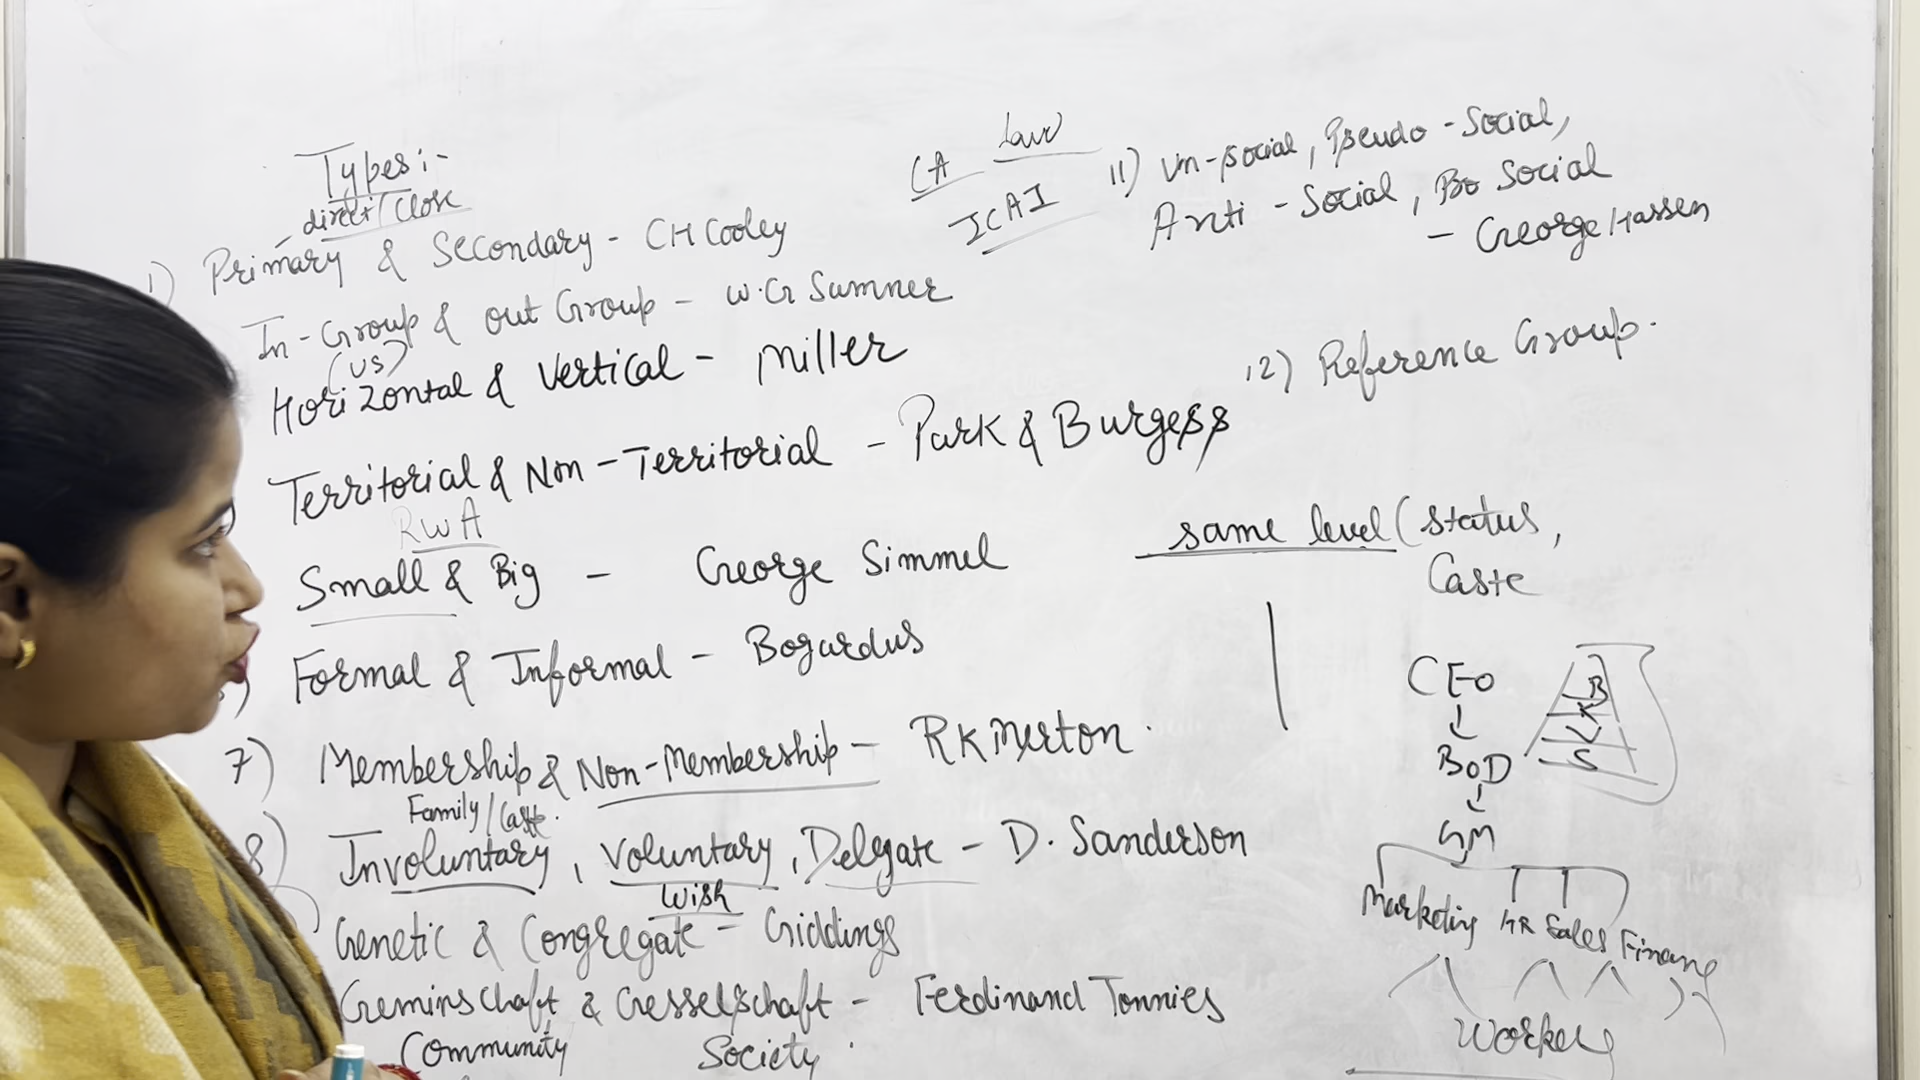 Types:-
direct/Close
1) Primary & Secondary - CH Cooley
In-Group & out Group - W.G Sumner
(us)
Horizontal & Vertical - Miller
Territorial & Non-Territorial - Park & Burgess
RWA
Small & Big - George Simmel
Formal & Informal - Bogardus
7) Membership & Non-Membership - RK Merton.
Family/Caste.
8) Involuntary, Voluntary, Delegate - D. Sanderson
Wish
Genetic & Congregate - Giddings
Geminschaft & Gesselschaft - Ferdinand Tonnies
Community Society.
CA Law
ICAI
11) Un-social, Pseudo-Social,
Anti-Social, Pro Social
- George Hassen
12) Reference Group.
same level (status,
Caste
CEO
BOD
GM
Marketing HR Sales Finance
Workers
B
K
V
S